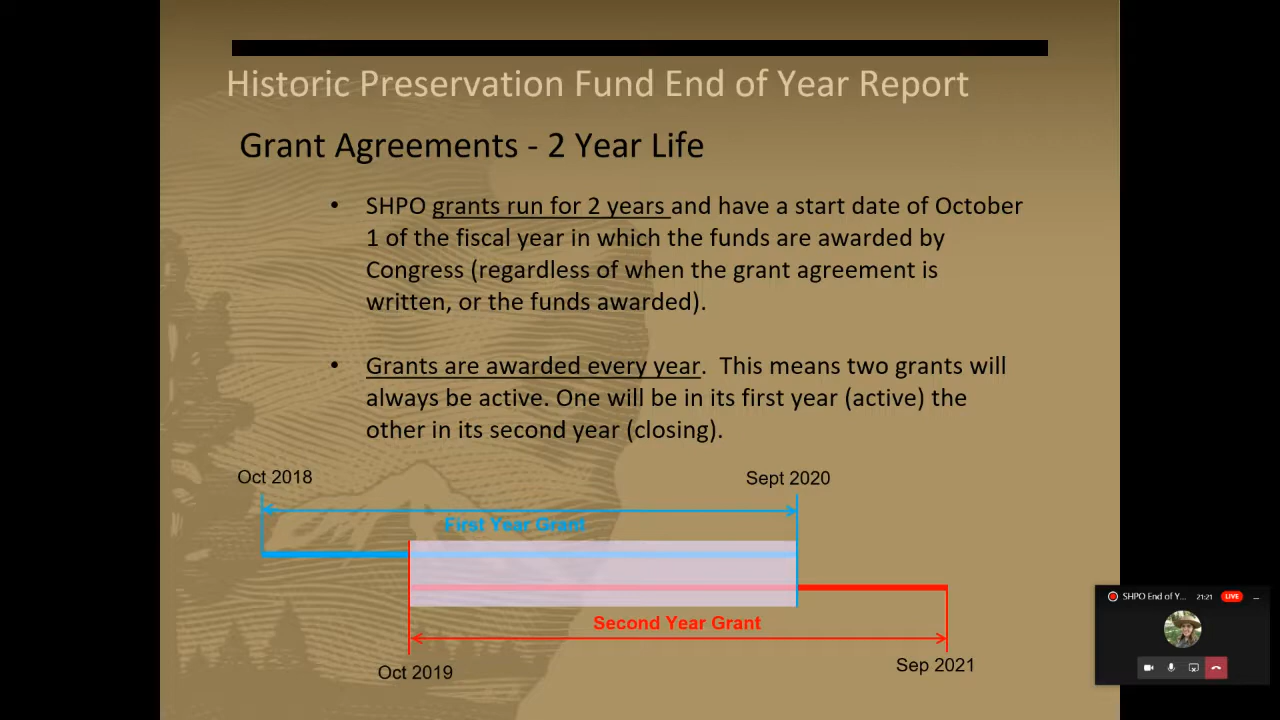 Historic Preservation Fund End of Year Report
Grant Agreements - 2 Year Life
• SHPO grants run for 2 years and have a start date of October
1 of the fiscal year in which the funds are awarded by
Congress (regardless of when the grant agreement is
written, or the funds awarded).
• Grants are awarded every year.  This means two grants will
always be active. One will be in its first year (active) the
other in its second year (closing).
Oct 2018
Sept 2020
First Year Grant
Second Year Grant
Oct 2019
Sep 2021
SHPO End of Y... 21:21 LIVE